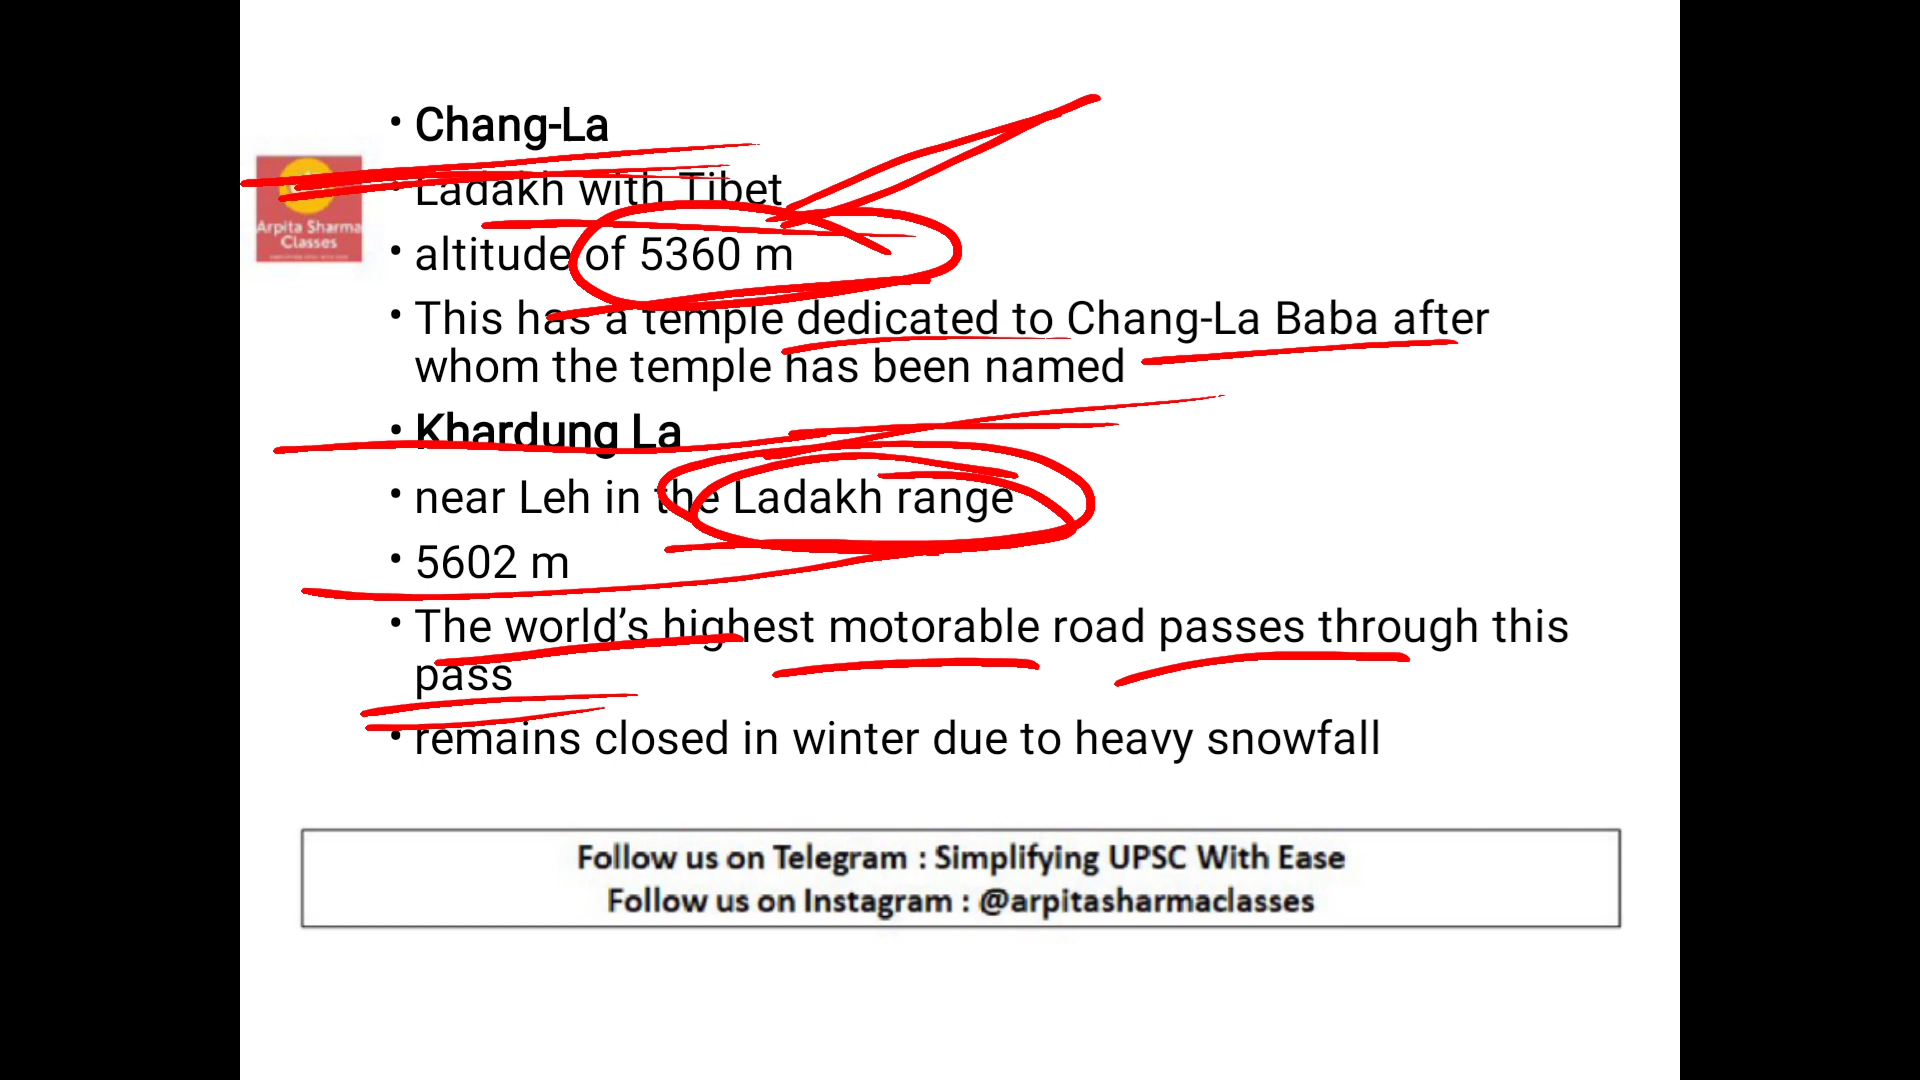 • Chang-La
• Ladakh with Tibet
Arpita Sharma
Classes
• altitude of 5360 m
• This has a temple dedicated to Chang-La Baba after
whom the temple has been named
• Khardung La
• near Leh in the Ladakh range
• 5602 m
• The world’s highest motorable road passes through this
pass
• remains closed in winter due to heavy snowfall
Follow us on Telegram : Simplifying UPSC With Ease
Follow us on Instagram : @arpitasharmaclasses